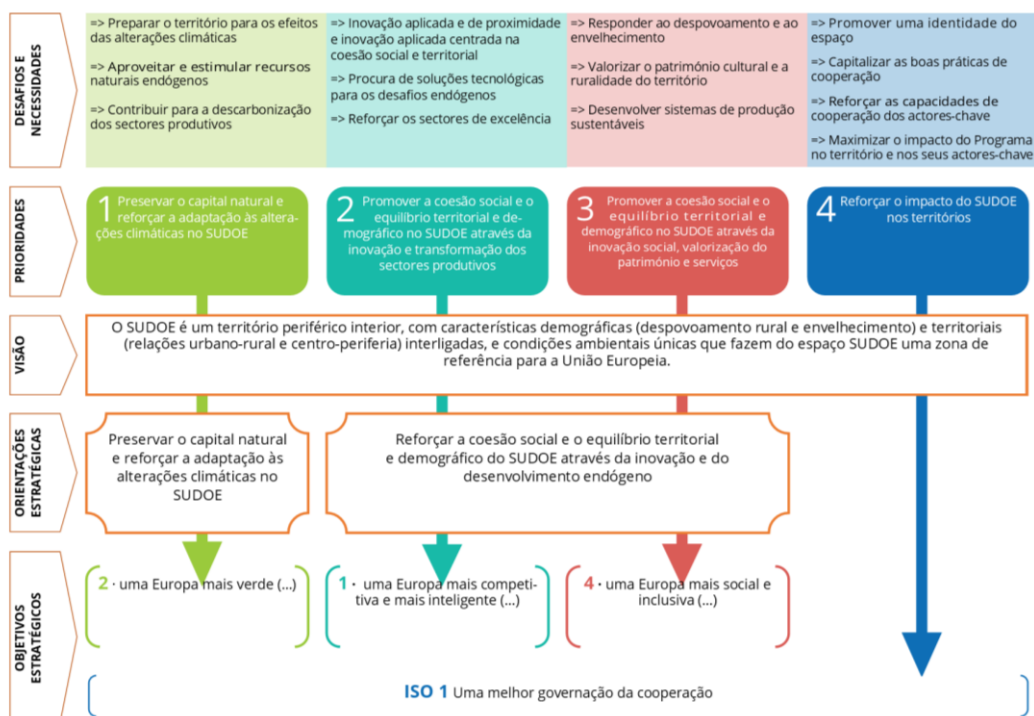 DESAFIOS E
NECESSIDADES
=> Preparar o território para os efeitos
das alterações climáticas
=> Aproveitar e estimular recursos
naturais endógenos
=> Contribuir para a descarbonização
dos sectores produtivos
=> Inovação aplicada e de proximidade
e inovação aplicada centrada na
coesão social e territorial
=> Procura de soluções tecnológicas
para os desafios endógenos
=> Reforçar os sectores de excelência
=> Responder ao despovoamento e ao
envelhecimento
=> Valorizar o património cultural e a
ruralidade do território
=> Desenvolver sistemas de produção
sustentáveis
=> Promover uma identidade do
espaço
=> Capitalizar as boas práticas de
cooperação
=> Reforçar as capacidades de
cooperação dos actores-chave
=> Maximizar o impacto do Programa
no território e nos seus actores-chave
PRIORIDADES
1 Preservar o capital natural e
reforçar a adaptação às altera-
ções climáticas no SUDOE
2 Promover a coesão social e o
equilíbrio territorial e de-
mográfico no SUDOE através da
inovação e transformação dos
sectores produtivos
3 Promover a coesão social e o
equilíbrio territorial e
demográfico no SUDOE através da
inovação social, valorização do
património e serviços
4 Reforçar o impacto do SUDOE
nos territórios
VISÃO
O SUDOE é um território periférico interior, com características demográficas (despovoamento rural e envelhecimento) e territoriais
(relações urbano-rural e centro-periferia) interligadas, e condições ambientais únicas que fazem do espaço SUDOE uma zona de
referência para a União Europeia.
ORIENTAÇÕES
ESTRATÉGICAS
Preservar o capital natural
e reforçar a adaptação às
alterações climáticas no
SUDOE
Reforçar a coesão social e o equilíbrio territorial
e demográfico do SUDOE através da inovação e do
desenvolvimento endógeno
OBJETIVOS
ESTRATÉGICOS
2 · uma Europa mais verde (...)
1 · uma Europa mais competi-
tiva e mais inteligente (...)
4 · uma Europa mais social e
inclusiva (...)
ISO 1 Uma melhor governação da cooperação